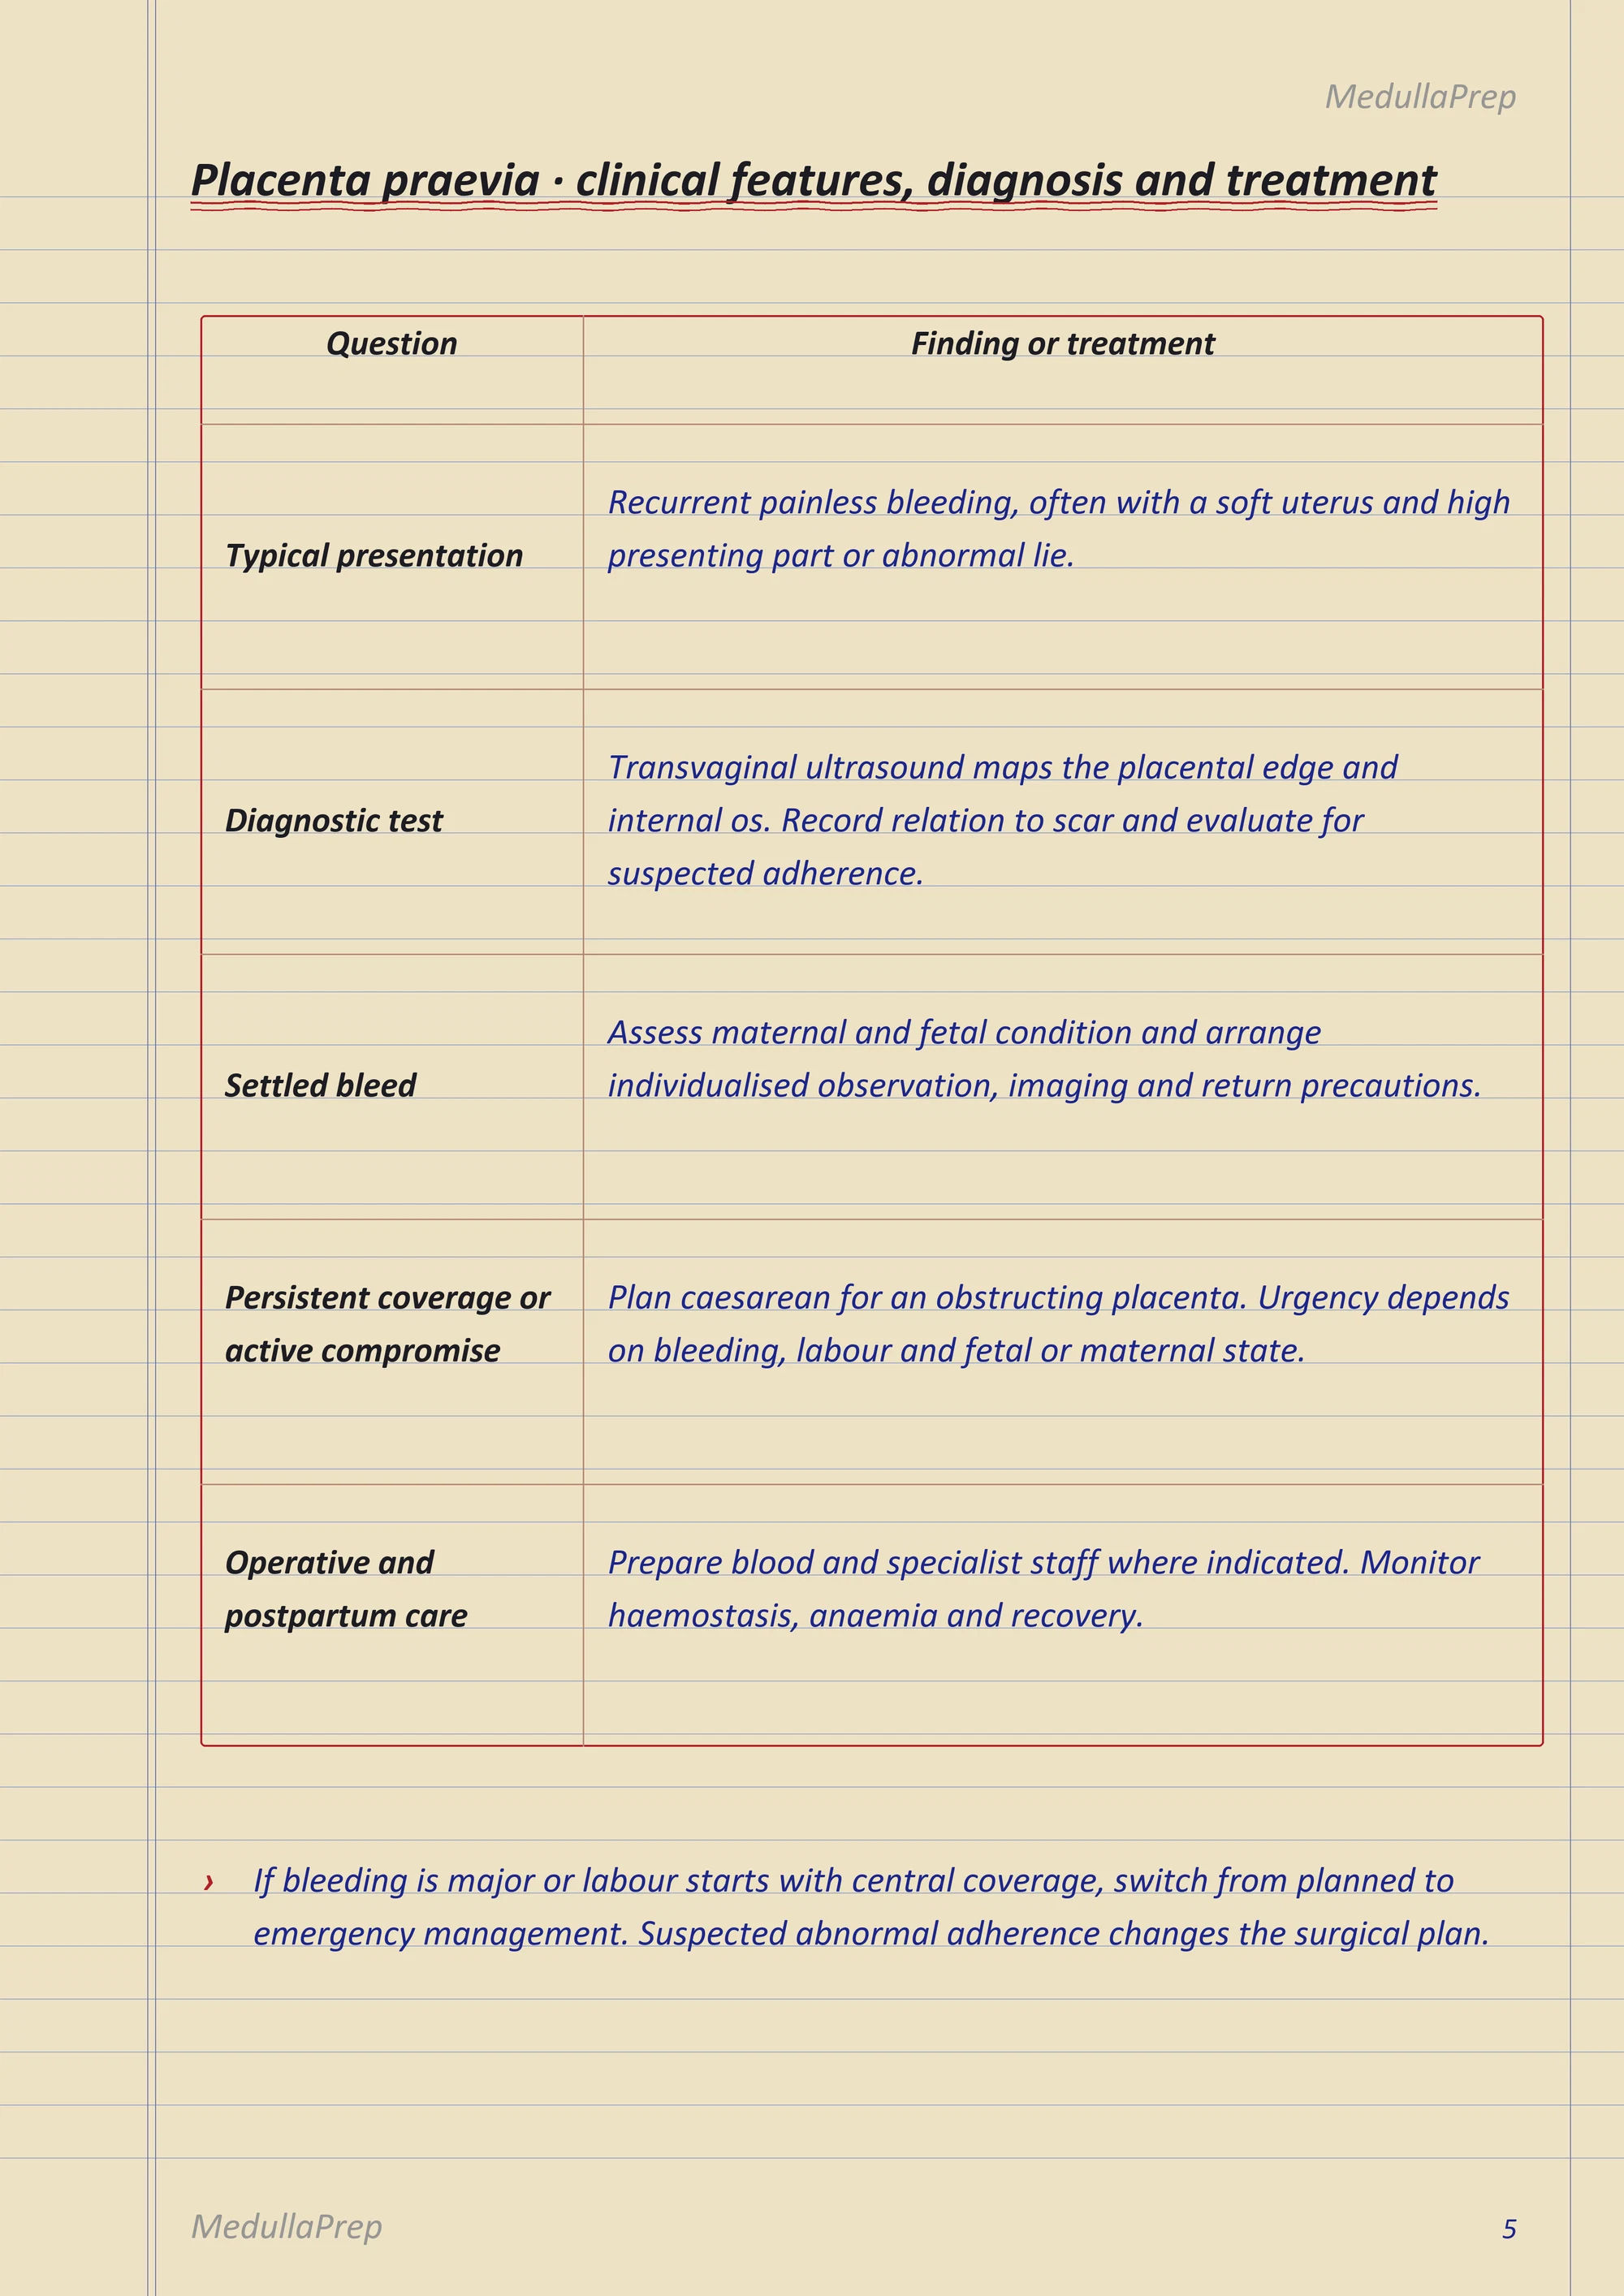 MedullaPrep
Placenta praevia · clinical features, diagnosis and treatment
Question
Finding or treatment
Typical presentation
Recurrent painless bleeding, often with a soft uterus and high
presenting part or abnormal lie.
Diagnostic test
Transvaginal ultrasound maps the placental edge and
internal os. Record relation to scar and evaluate for
suspected adherence.
Settled bleed
Assess maternal and fetal condition and arrange
individualised observation, imaging and return precautions.
Persistent coverage or
active compromise
Plan caesarean for an obstructing placenta. Urgency depends
on bleeding, labour and fetal or maternal state.
Operative and
postpartum care
Prepare blood and specialist staff where indicated. Monitor
haemostasis, anaemia and recovery.
› If bleeding is major or labour starts with central coverage, switch from planned to
emergency management. Suspected abnormal adherence changes the surgical plan.
MedullaPrep
5